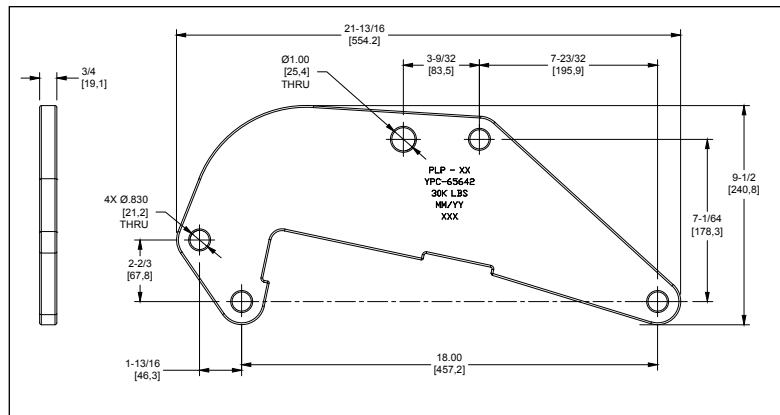 21-13/16
[554.2]
3-9/32
[83,5]
7-23/32
[195,9]
Ø1.00
[25,4]
THRU
3/4
[19,1]
PLP - XX
YPC-65642
30K LBS
MM/YY
XXX
9-1/2
[240,8]
7-1/64
[178,3]
4X Ø.830
[21,2]
THRU
2-2/3
[67,8]
1-13/16
[46,3]
18.00
[457,2]